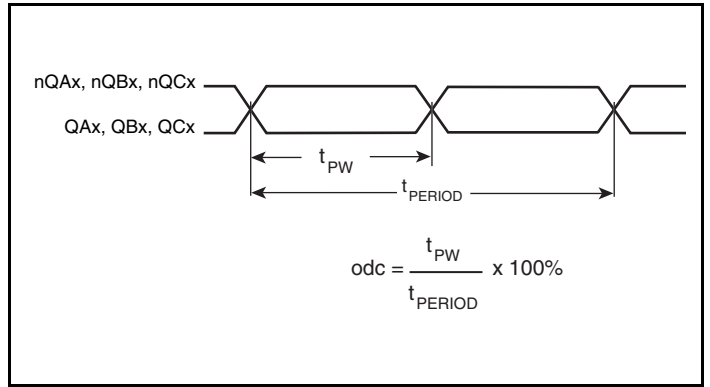 nQAx, nQBx, nQCx
QAx, QBx, QCx
tPW
tPERIOD
odc = tPW / tPERIOD x 100%